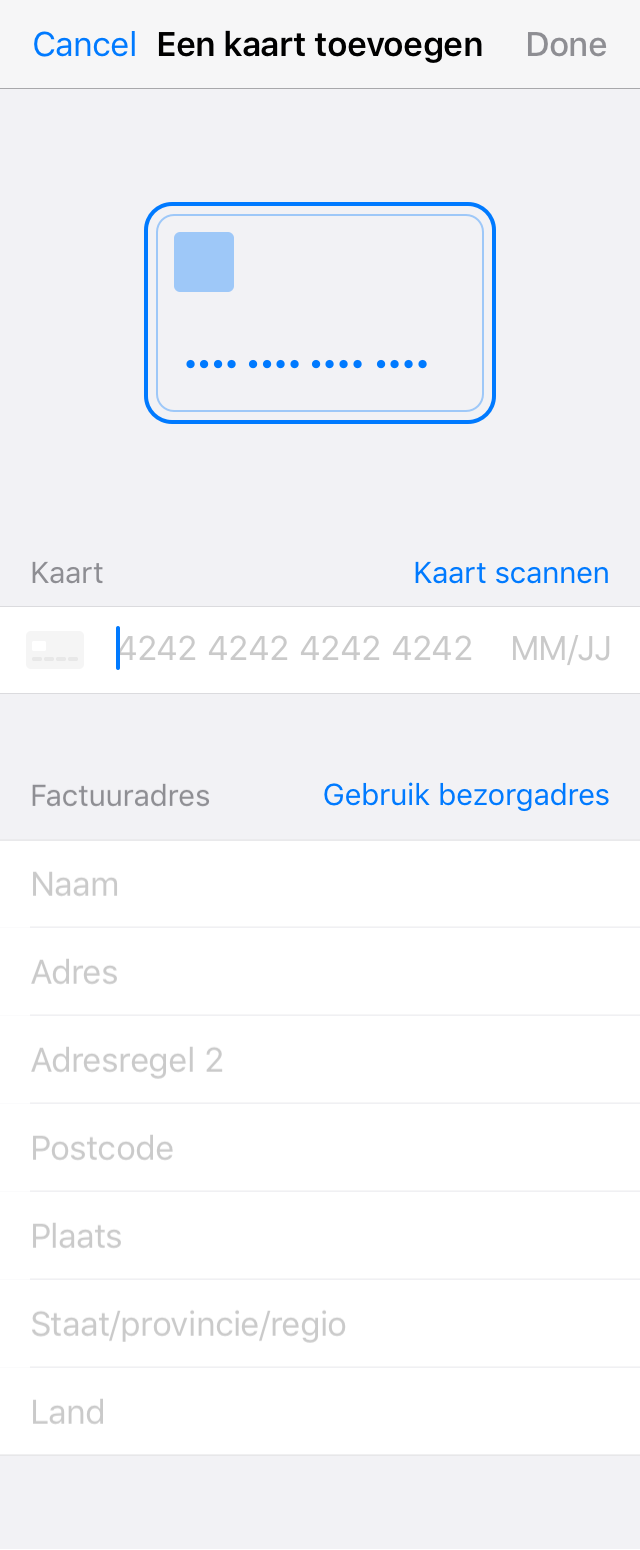 Cancel Een kaart toevoegen Done
Kaart Kaart scannen
4242 4242 4242 4242 MM/JJ
Factuuradres Gebruik bezorgadres
Naam
Adres
Adresregel 2
Postcode
Plaats
Staat/provincie/regio
Land